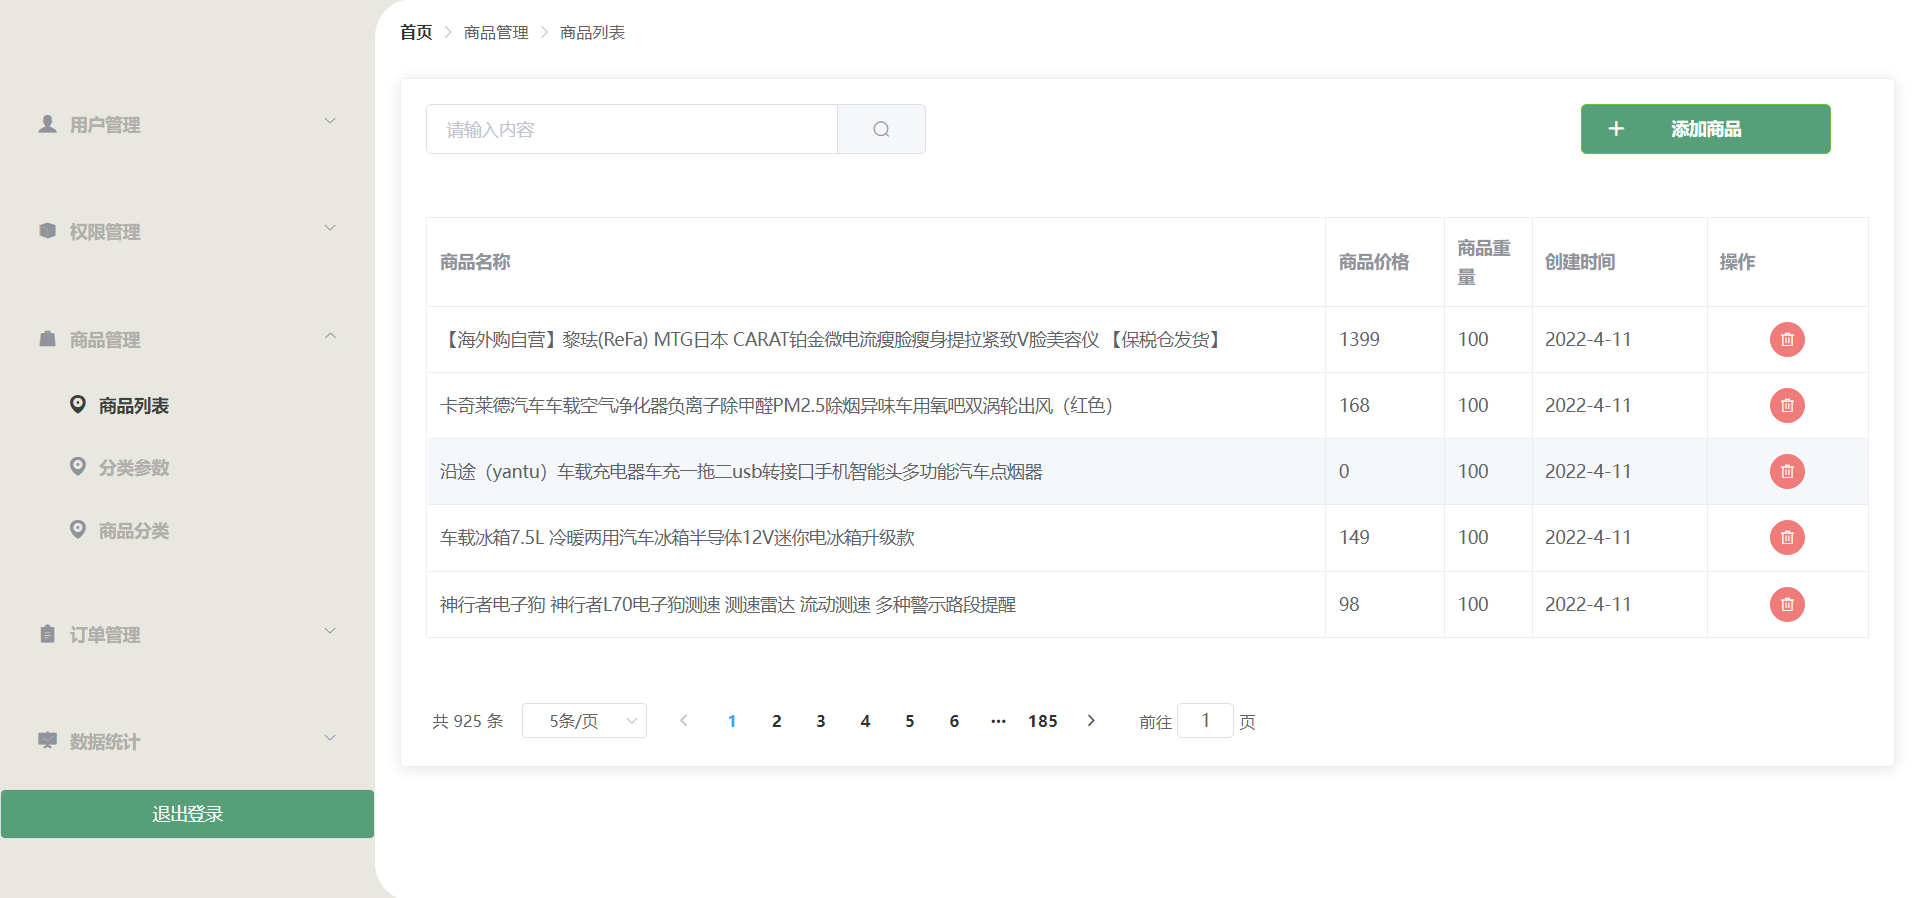 首页 > 商品管理 > 商品列表
用户管理
权限管理
商品管理
商品列表
分类参数
商品分类
订单管理
数据统计
退出登录
请输入内容
添加商品
商品名称 商品价格 商品重量 创建时间 操作
【海外购自营】黎珐(ReFa) MTG日本 CARAT铂金微电流瘦脸瘦身提拉紧致V脸美容仪 【保税仓发货】 1399 100 2022-4-11
卡奇莱德汽车车载空气净化器负离子除甲醛PM2.5除烟异味车用氧吧双涡轮出风（红色） 168 100 2022-4-11
沿途（yantu）车载充电器车充一拖二usb转接口手机智能头多功能汽车点烟器 0 100 2022-4-11
车载冰箱7.5L 冷暖两用汽车冰箱半导体12V迷你电冰箱升级款 149 100 2022-4-11
神行者电子狗 神行者L70电子狗测速 测速雷达 流动测速 多种警示路段提醒 98 100 2022-4-11
共 925 条 5条/页 < 1 2 3 4 5 6 ··· 185 > 前往 1 页